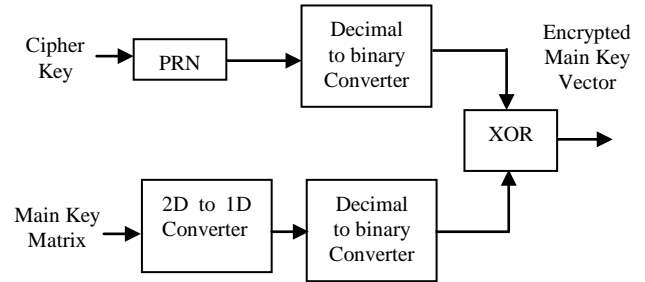 Cipher
Key
PRN
Decimal
to binary
Converter
Encrypted
Main Key
Vector
XOR
Main Key
Matrix
2D to 1D
Converter
Decimal
to binary
Converter